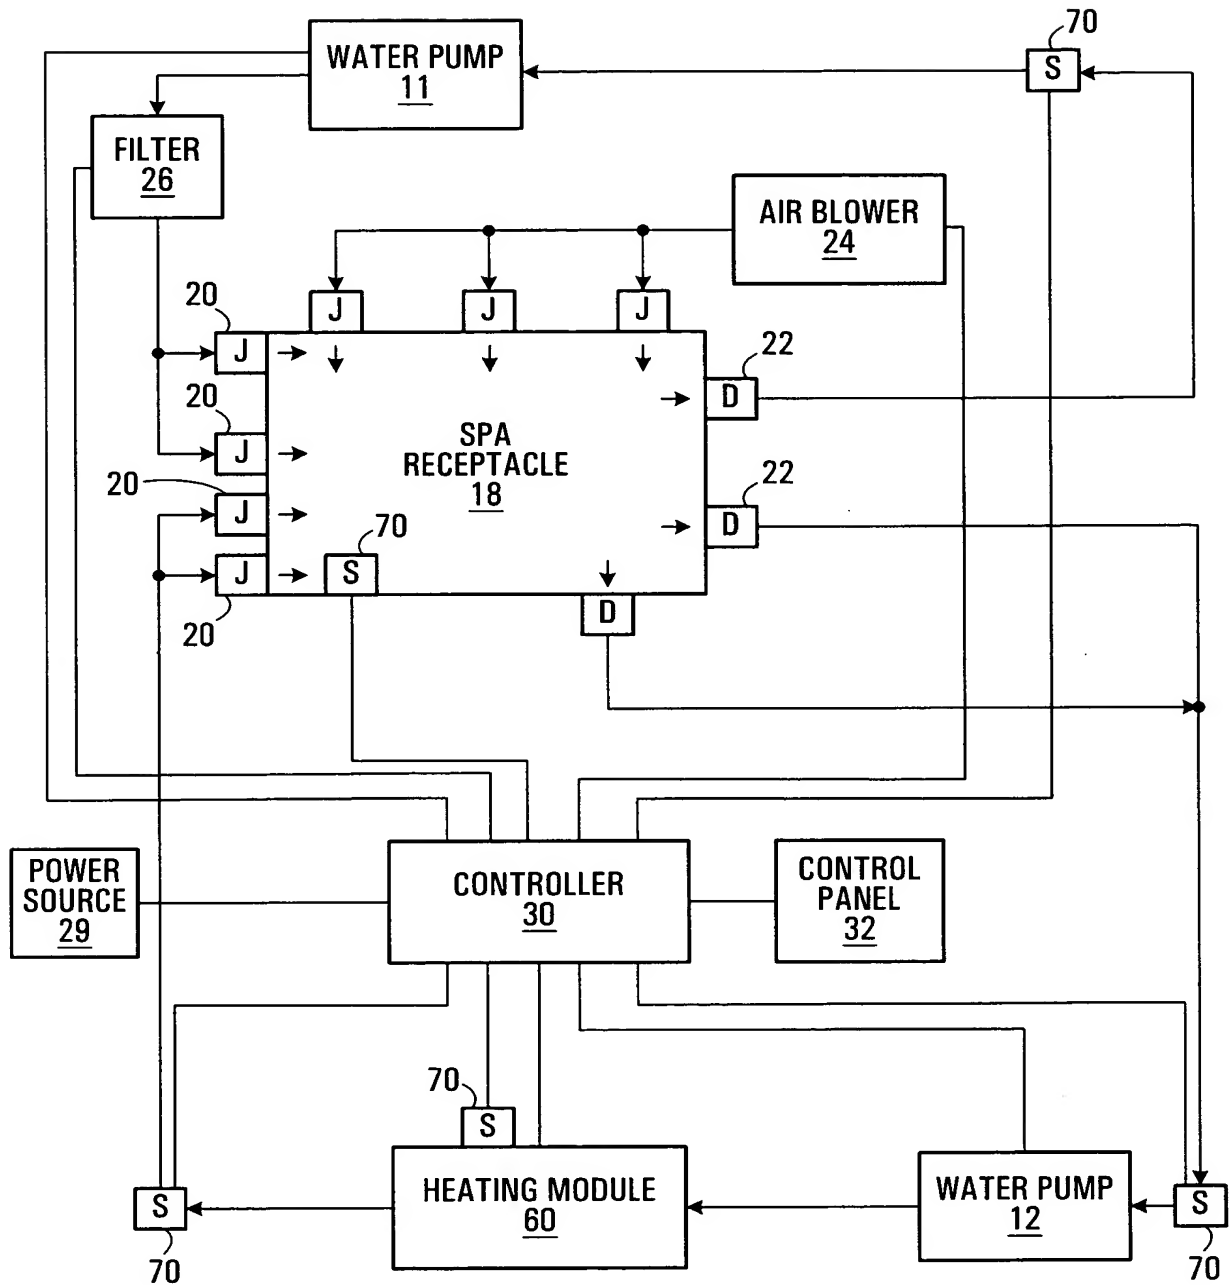 70
WATER PUMP
11
S
FILTER
26
AIR BLOWER
24
20
J
J
J
J
22
D
20
J
SPA
RECEPTACLE
18
22
D
20
J
70
S
J
20
D
POWER
SOURCE
29
CONTROLLER
30
CONTROL
PANEL
32
70
S
HEATING MODULE
60
WATER PUMP
12
S
70
S
70